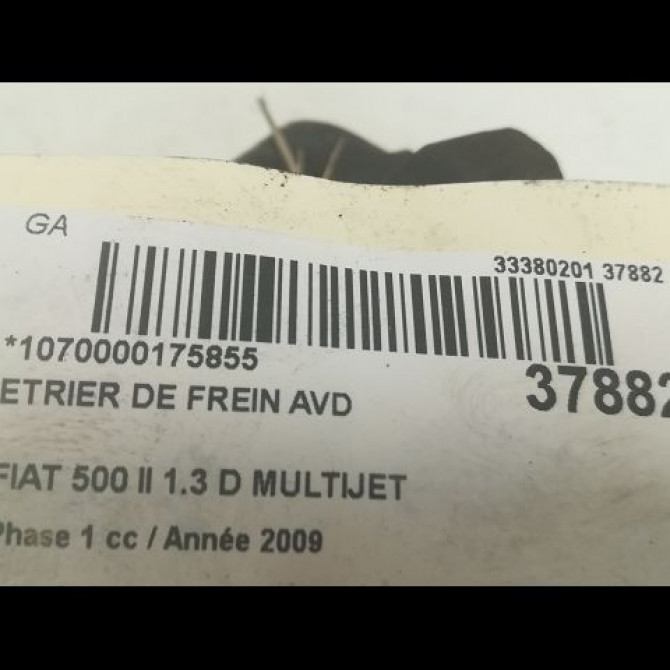 GA
33380201 37882
*1070000175855
37882
ETRIER DE FREIN AVD
FIAT 500 II 1.3 D MULTIJET
Phase 1 cc / Année 2009